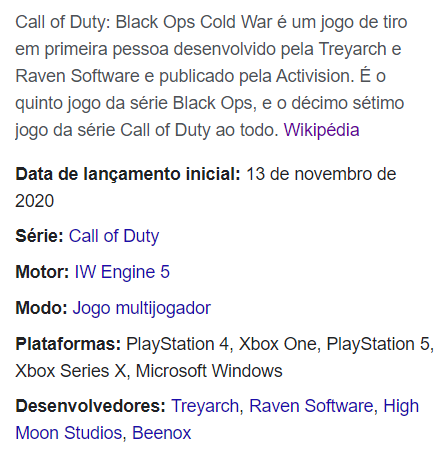 Call of Duty: Black Ops Cold War é um jogo de tiro
em primeira pessoa desenvolvido pela Treyarch e
Raven Software e publicado pela Activision. É o
quinto jogo da série Black Ops, e o décimo sétimo
jogo da série Call of Duty ao todo. Wikipédia
Data de lançamento inicial: 13 de novembro de
2020
Série: Call of Duty
Motor: IW Engine 5
Modo: Jogo multijogador
Plataformas: PlayStation 4, Xbox One, PlayStation 5,
Xbox Series X, Microsoft Windows
Desenvolvedores: Treyarch, Raven Software, High
Moon Studios, Beenox